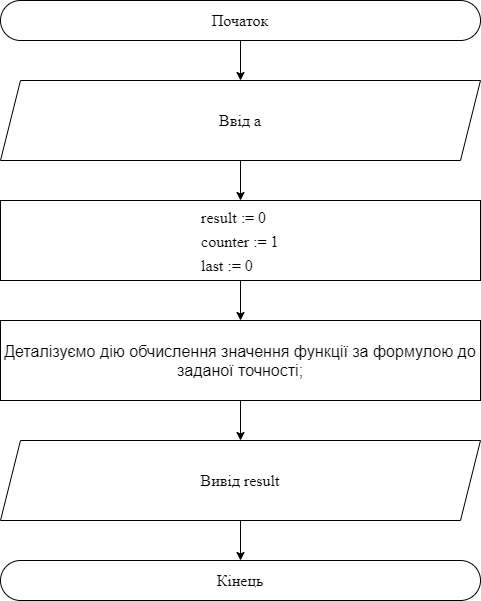 Початок
Ввід a
result := 0
counter := 1
last := 0
Деталізуємо дію обчислення значення функції за формулою до
заданої точності;
Вивід result
Кінець